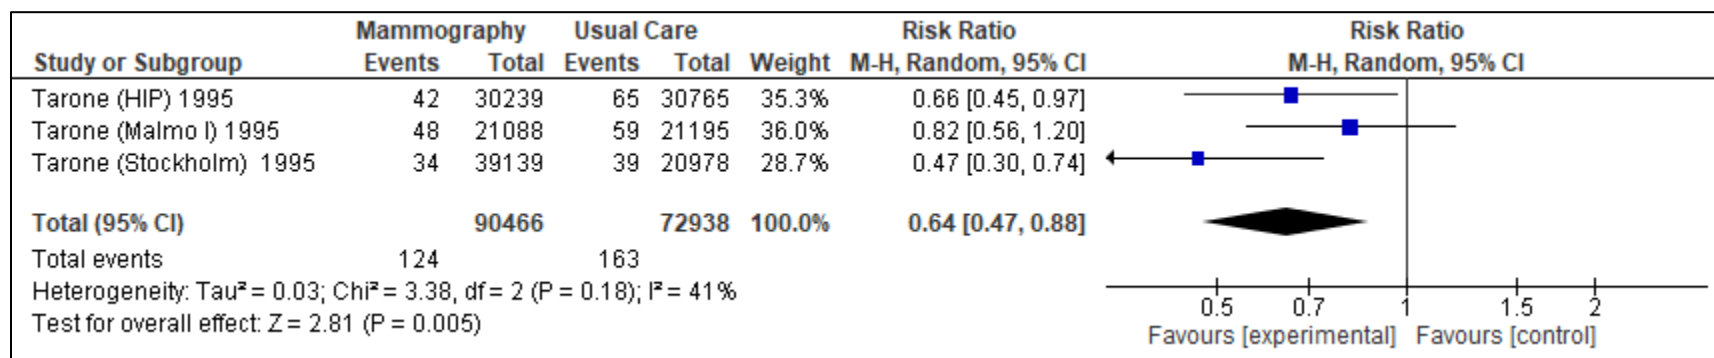 Mammography Usual Care Risk Ratio Risk Ratio
Study or Subgroup Events Total Events Total Weight M-H, Random, 95% CI M-H, Random, 95% CI
Tarone (HIP) 1995 42 30239 65 30765 35.3% 0.66 [0.45, 0.97]
Tarone (Malmo I) 1995 48 21088 59 21195 36.0% 0.82 [0.56, 1.20]
Tarone (Stockholm) 1995 34 39139 39 20978 28.7% 0.47 [0.30, 0.74]
Total (95% CI) 90466 72938 100.0% 0.64 [0.47, 0.88]
Total events 124 163
Heterogeneity: Tau² = 0.03; Chi² = 3.38, df = 2 (P = 0.18); I² = 41%
Test for overall effect: Z = 2.81 (P = 0.005)
0.5 0.7 1 1.5 2
Favours [experimental] Favours [control]